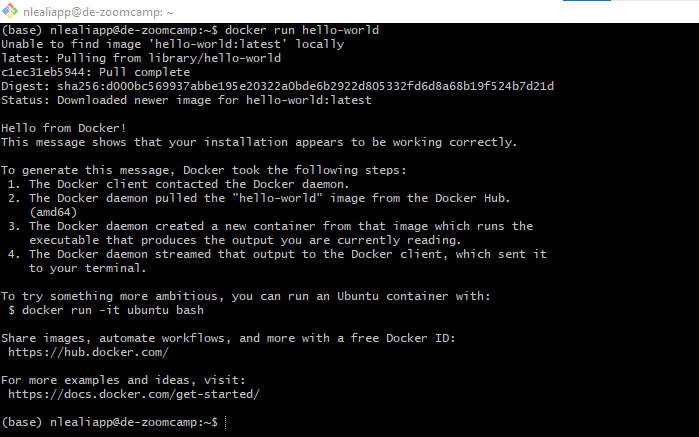 nlealiapp@de-zoomcamp: ~
(base) nlealiapp@de-zoomcamp:~$ docker run hello-world
Unable to find image 'hello-world:latest' locally
latest: Pulling from library/hello-world
c1ec31eb5944: Pull complete
Digest: sha256:d000bc569937abbe195e20322a0bde6b2922d805332fd6d8a68b19f524b7d21d
Status: Downloaded newer image for hello-world:latest

Hello from Docker!
This message shows that your installation appears to be working correctly.

To generate this message, Docker took the following steps:
 1. The Docker client contacted the Docker daemon.
 2. The Docker daemon pulled the "hello-world" image from the Docker Hub.
    (amd64)
 3. The Docker daemon created a new container from that image which runs the
    executable that produces the output you are currently reading.
 4. The Docker daemon streamed that output to the Docker client, which sent it
    to your terminal.

To try something more ambitious, you can run an Ubuntu container with:
 $ docker run -it ubuntu bash

Share images, automate workflows, and more with a free Docker ID:
 https://hub.docker.com/

For more examples and ideas, visit:
 https://docs.docker.com/get-started/

(base) nlealiapp@de-zoomcamp:~$